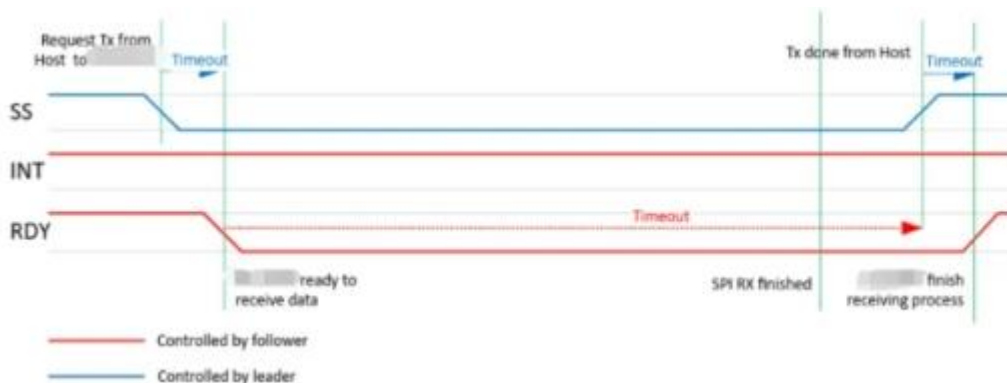 Request Tx from
Host to
Timeout
Tx done from Host
Timeout
SS
INT
RDY
Timeout
ready to
receive data
SPI RX finished
finish
receiving process
Controlled by follower
Controlled by leader